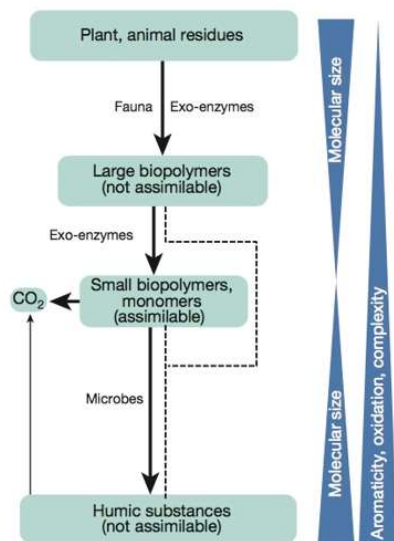 Plant, animal residues
Fauna
Exo-enzymes
Large biopolymers
(not assimilable)
Exo-enzymes
Small biopolymers,
monomers
(assimilable)
CO₂
Microbes
Humic substances
(not assimilable)
Molecular size
Molecular size
Aromaticity, oxidation, complexity